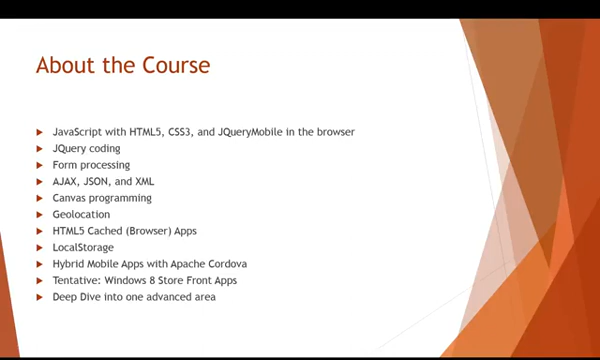 About the Course
JavaScript with HTML5, CSS3, and JQueryMobile in the browser
JQuery coding
Form processing
AJAX, JSON, and XML
Canvas programming
Geolocation
HTML5 Cached (Browser) Apps
LocalStorage
Hybrid Mobile Apps with Apache Cordova
Tentative: Windows 8 Store Front Apps
Deep Dive into one advanced area